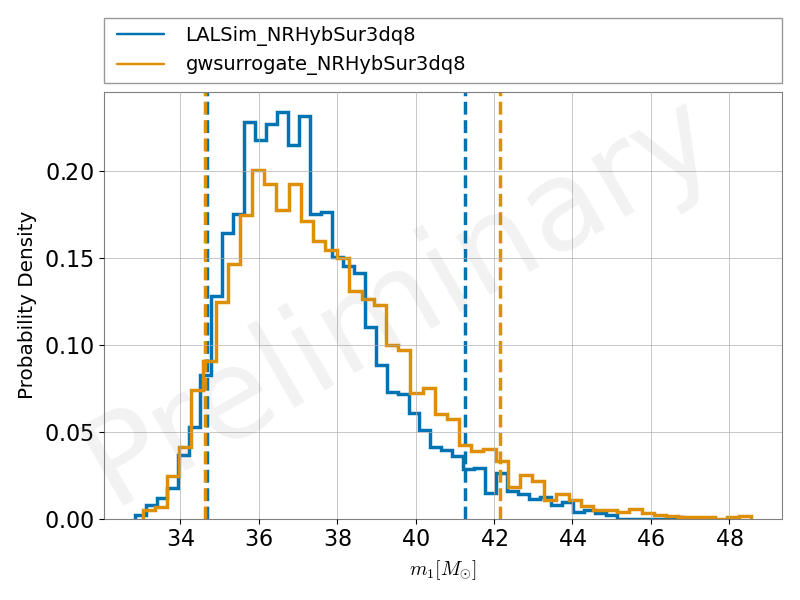 LALSim_NRHybSur3dq8
gwsurrogate_NRHybSur3dq8
Preliminary
Probability Density
0.20
0.15
0.10
0.05
0.00
34 36 38 40 42 44 46 48
m₁[M⊙]